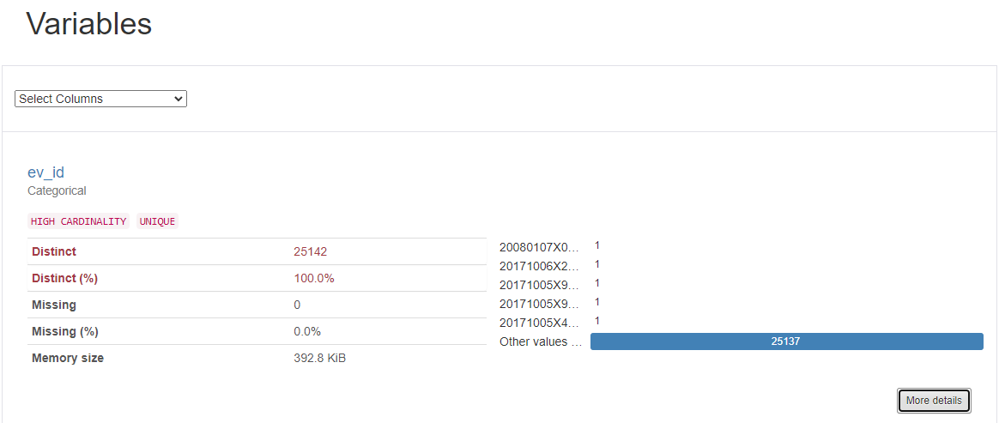 Variables
Select Columns
ev_id
Categorical
HIGH CARDINALITY UNIQUE
Distinct 25142
Distinct (%) 100.0%
Missing 0
Missing (%) 0.0%
Memory size 392.8 KiB
20080107X0... 1
20171006X2... 1
20171005X9... 1
20171005X9... 1
20171005X4... 1
Other values ... 25137
More details